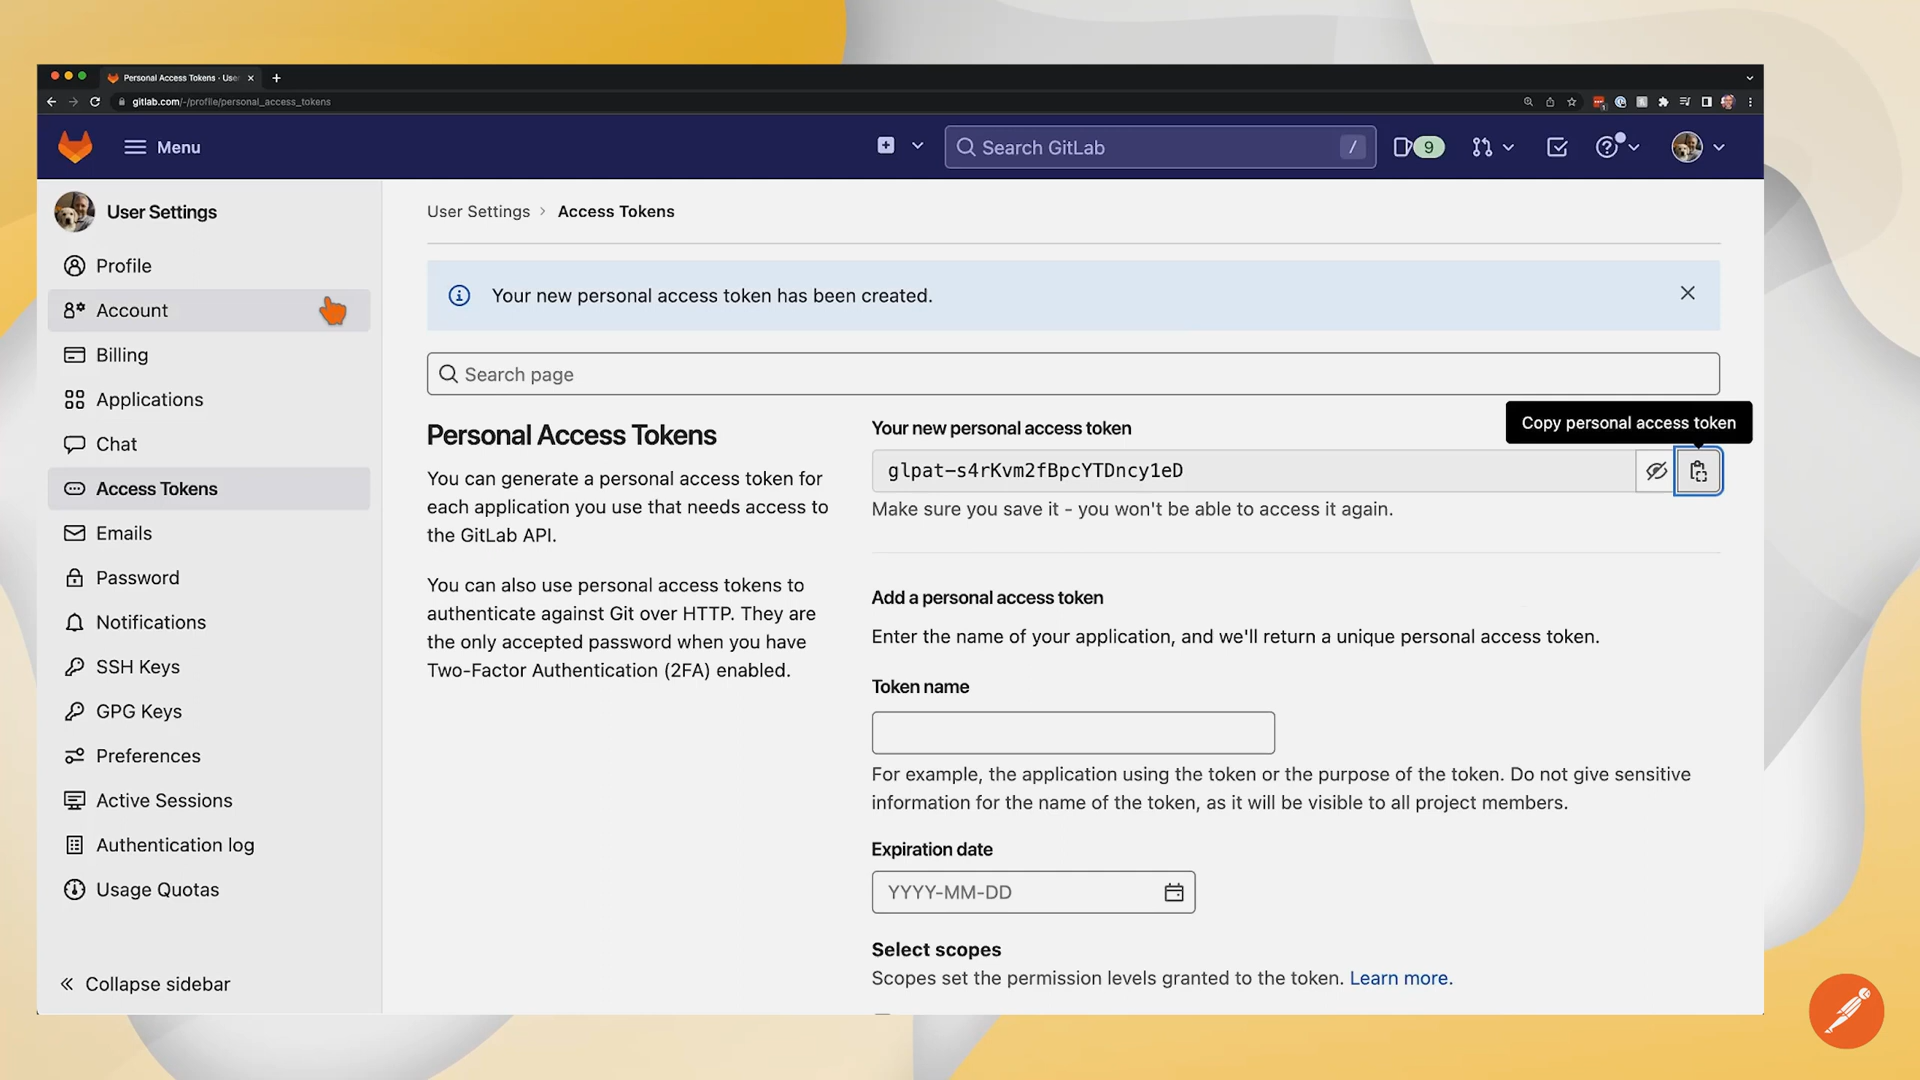 Personal Access Tokens · Use
gitlab.com/-/profile/personal_access_tokens
Menu
Search GitLab
/
9
User Settings
Profile
Account
Billing
Applications
Chat
Access Tokens
Emails
Password
Notifications
SSH Keys
GPG Keys
Preferences
Active Sessions
Authentication log
Usage Quotas
Collapse sidebar
User Settings › Access Tokens
Your new personal access token has been created.
Search page
Personal Access Tokens
You can generate a personal access token for
each application you use that needs access to
the GitLab API.
You can also use personal access tokens to
authenticate against Git over HTTP. They are
the only accepted password when you have
Two-Factor Authentication (2FA) enabled.
Your new personal access token
Copy personal access token
glpat-s4rKvm2fBpcYTDncy1eD
Make sure you save it - you won't be able to access it again.
Add a personal access token
Enter the name of your application, and we'll return a unique personal access token.
Token name
For example, the application using the token or the purpose of the token. Do not give sensitive
information for the name of the token, as it will be visible to all project members.
Expiration date
YYYY-MM-DD
Select scopes
Scopes set the permission levels granted to the token. Learn more.